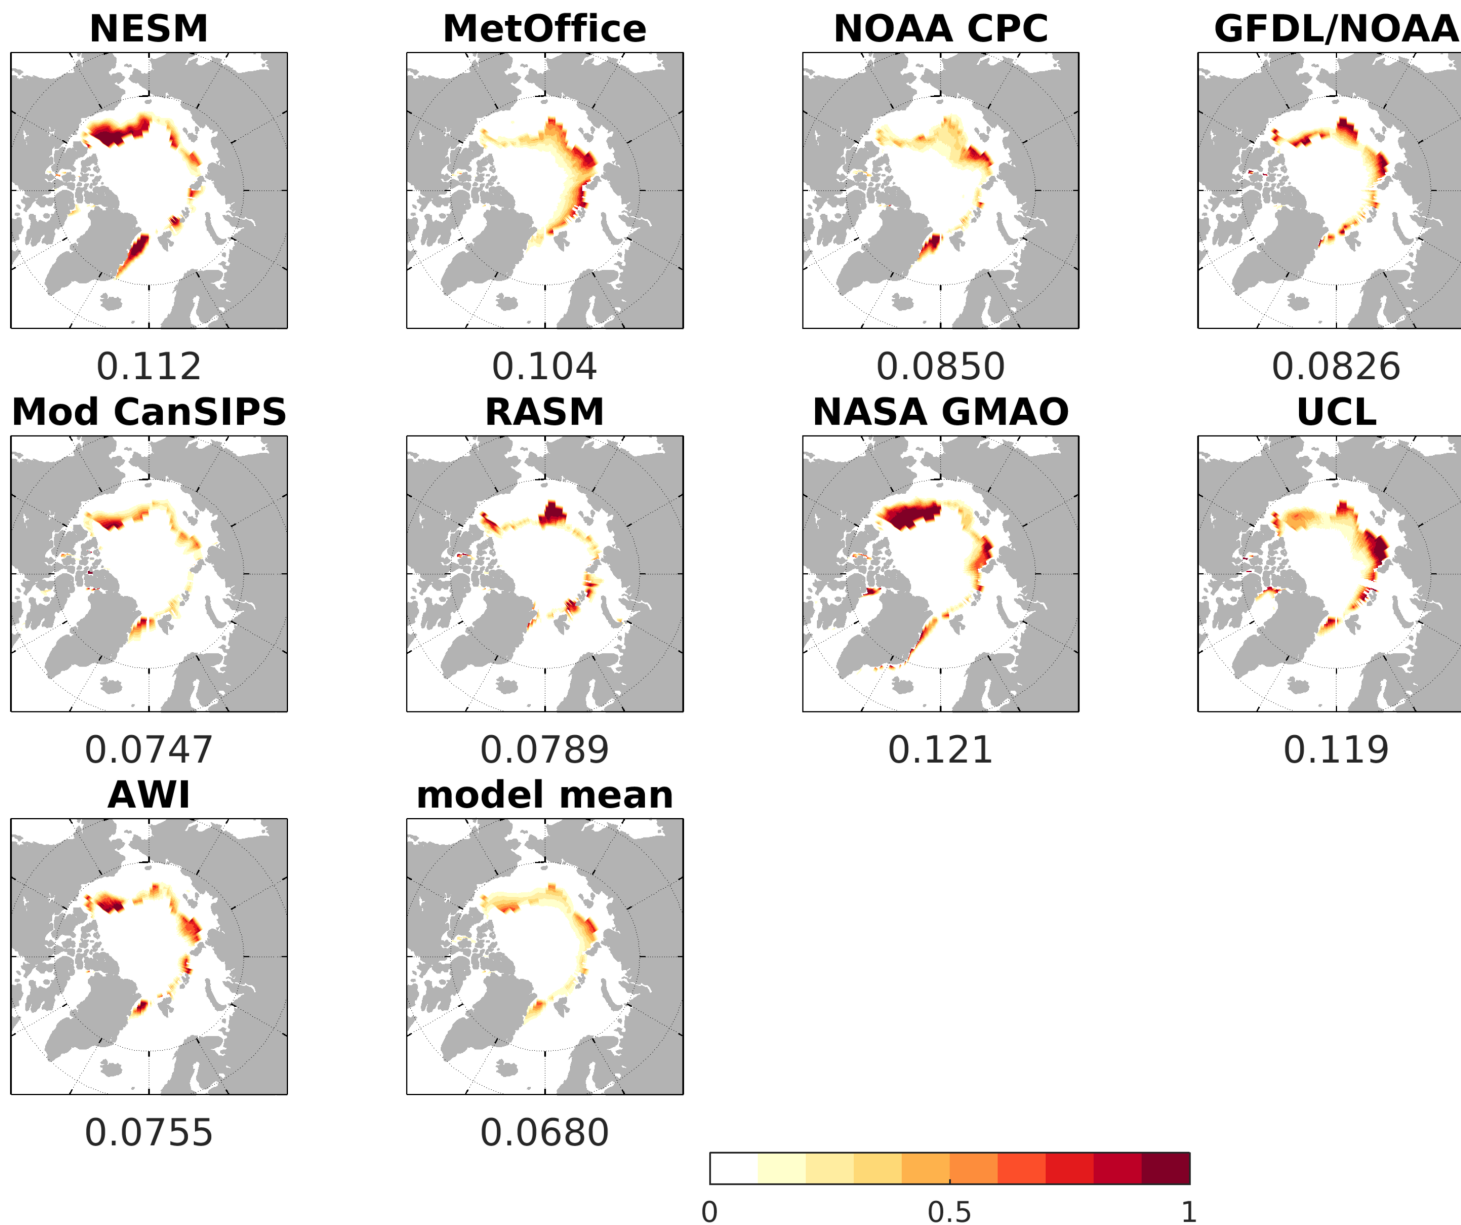 NESM MetOffice NOAA CPC GFDL/NOAA
0.112 0.104 0.0850 0.0826
Mod CanSIPS RASM NASA GMAO UCL
0.0747 0.0789 0.121 0.119
AWI model mean
0.0755 0.0680
0 0.5 1